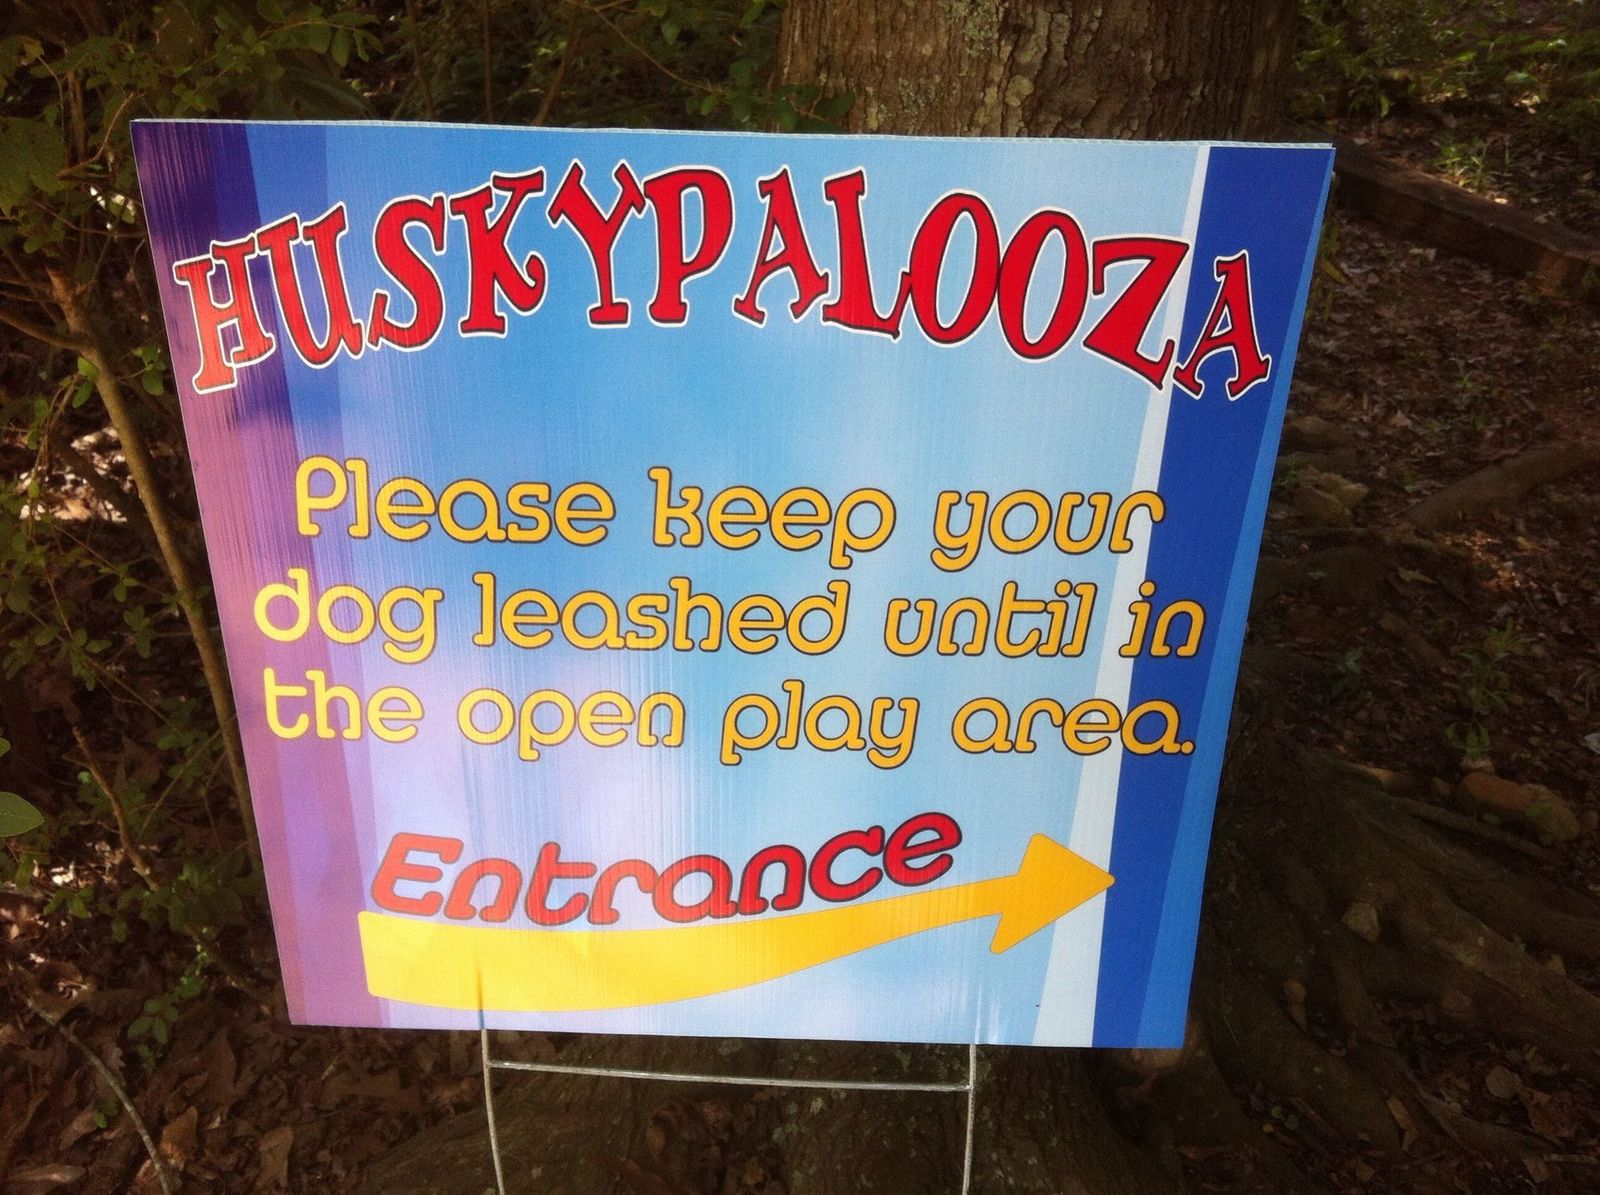 HUSKYPALOOZA
Please keep your
dog leashed until in
the open play area.
Entrance